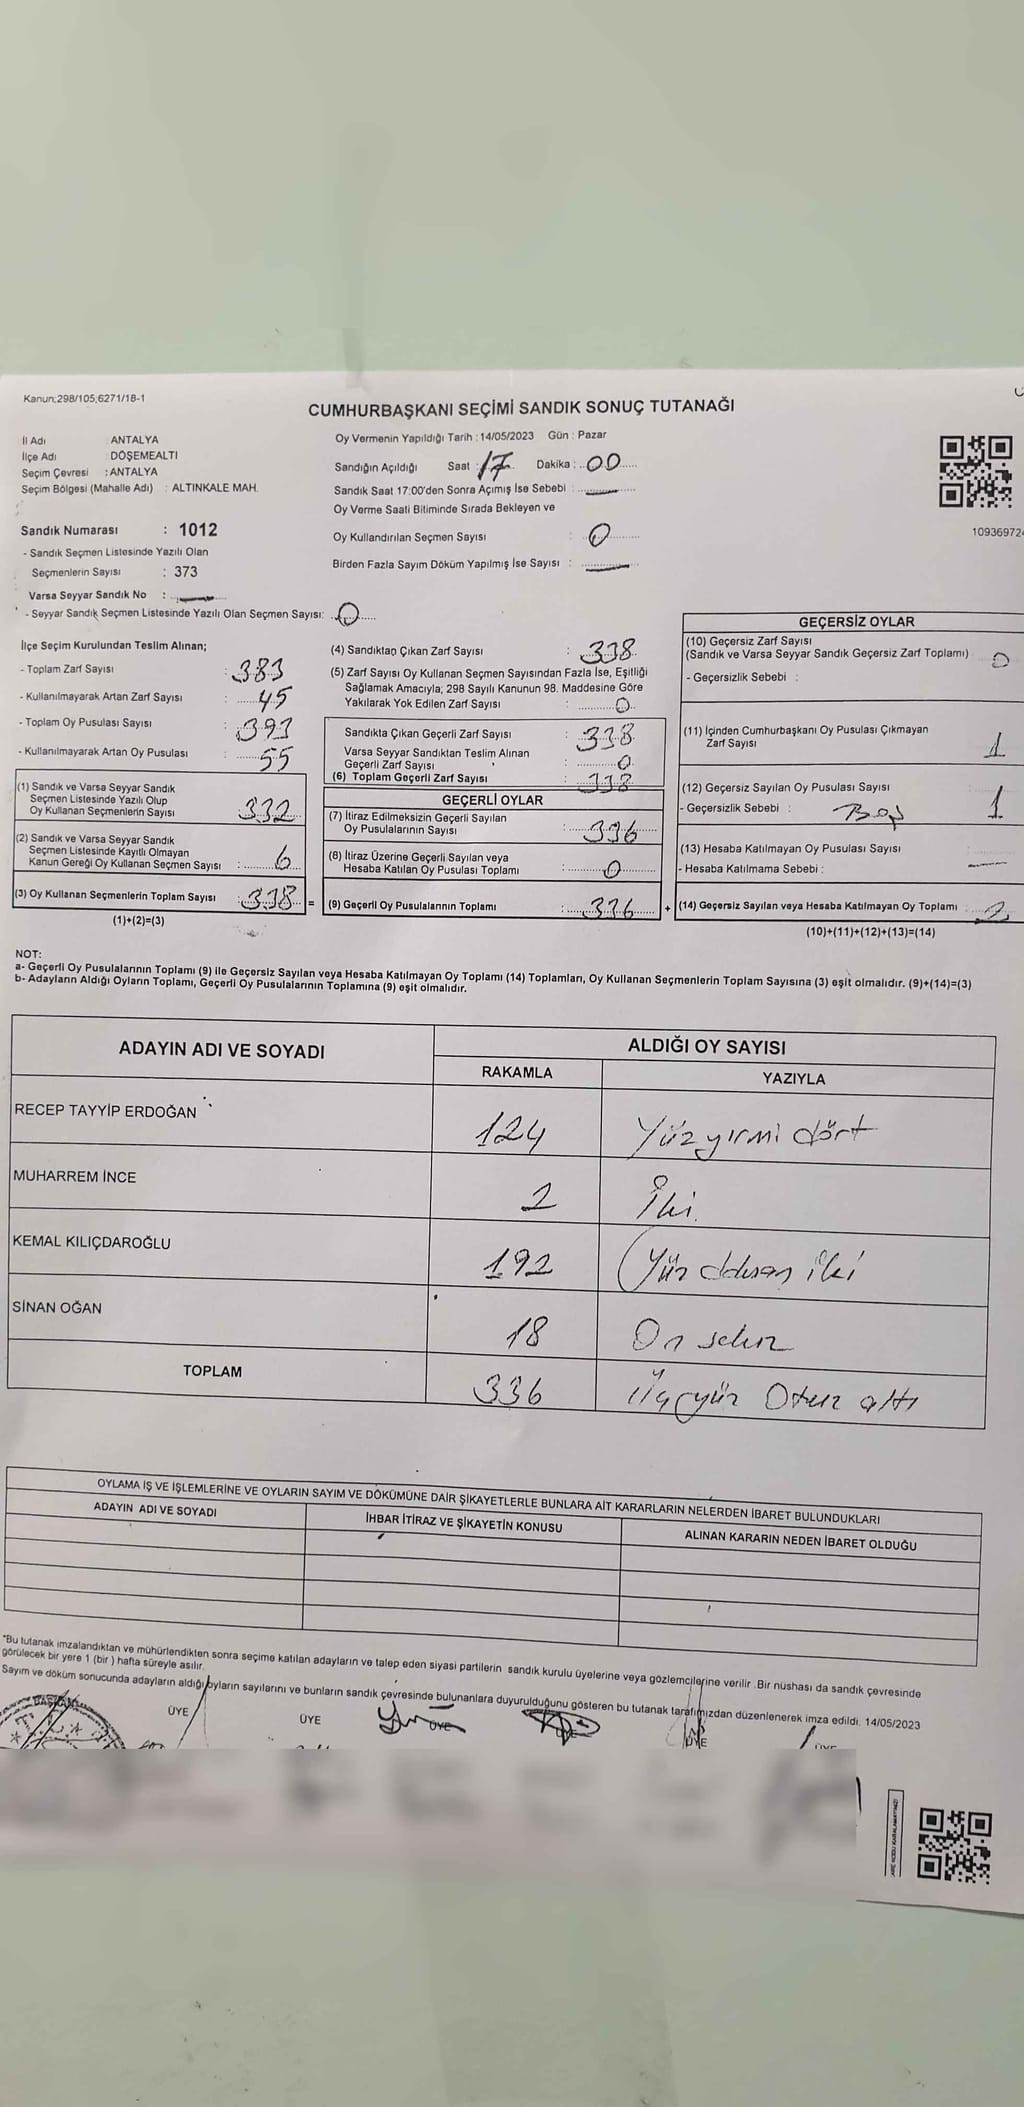 Kanun;298/105;6271/18-1
CUMHURBAŞKANI SEÇİMİ SANDIK SONUÇ TUTANAĞI
İl Adı : ANTALYA
İlçe Adı : DÖŞEMEALTI
Seçim Çevresi : ANTALYA
Seçim Bölgesi (Mahalle Adı) : ALTINKALE MAH.
Sandık Numarası : 1012
- Sandık Seçmen Listesinde Yazılı Olan
Seçmenlerin Sayısı : 373
Varsa Seyyar Sandık No :
- Seyyar Sandık Seçmen Listesinde Yazılı Olan Seçmen Sayısı: 0
Oy Vermenin Yapıldığı Tarih : 14/05/2023 Gün : Pazar
Sandığın Açıldığı Saat : 17 Dakika : 00
Sandık Saat 17:00'den Sonra Açımış İse Sebebi :
Oy Verme Saati Bitiminde Sırada Bekleyen ve
Oy Kullandırılan Seçmen Sayısı : 0
Birden Fazla Sayım Döküm Yapılmış İse Sayısı :
10936972
İlçe Seçim Kurulundan Teslim Alınan;
- Toplam Zarf Sayısı : 383
- Kullanılmayarak Artan Zarf Sayısı : 45
- Toplam Oy Pusulası Sayısı : 393
- Kullanılmayarak Artan Oy Pusulası : 55
(1) Sandık ve Varsa Seyyar Sandık
Seçmen Listesinde Yazılı Olup
Oy Kullanan Seçmenlerin Sayısı : 332
(2) Sandık ve Varsa Seyyar Sandık
Seçmen Listesinde Kayıtlı Olmayan
Kanun Gereği Oy Kullanan Seçmen Sayısı : 6
(3) Oy Kullanan Seçmenlerin Toplam Sayısı : 338 =
(1)+(2)=(3)
(4) Sandıktan Çıkan Zarf Sayısı : 338
(5) Zarf Sayısı Oy Kullanan Seçmen Sayısından Fazla İse, Eşitliği
Sağlamak Amacıyla; 298 Sayılı Kanunun 98. Maddesine Göre
Yakılarak Yok Edilen Zarf Sayısı : 0
Sandıkta Çıkan Geçerli Zarf Sayısı : 338
Varsa Seyyar Sandıktan Teslim Alınan
Geçerli Zarf Sayısı : 0
(6) Toplam Geçerli Zarf Sayısı : 338
GEÇERLİ OYLAR
(7) İtiraz Edilmeksizin Geçerli Sayılan
Oy Pusulalarının Sayısı : 336
(8) İtiraz Üzerine Geçerli Sayılan veya
Hesaba Katılan Oy Pusulası Toplamı : 0
(9) Geçerli Oy Pusulalarının Toplamı : 336 +
GEÇERSİZ OYLAR
(10) Geçersiz Zarf Sayısı
(Sandık ve Varsa Seyyar Sandık Geçersiz Zarf Toplamı) 0
- Geçersizlik Sebebi :
(11) İçinden Cumhurbaşkanı Oy Pusulası Çıkmayan
Zarf Sayısı 1
(12) Geçersiz Sayılan Oy Pusulası Sayısı
- Geçersizlik Sebebi : Boş 1
(13) Hesaba Katılmayan Oy Pusulası Sayısı
- Hesaba Katılmama Sebebi :
(14) Geçersiz Sayılan veya Hesaba Katılmayan Oy Toplamı : 2
(10)+(11)+(12)+(13)=(14)
NOT:
a- Geçerli Oy Pusulalarının Toplamı (9) ile Geçersiz Sayılan veya Hesaba Katılmayan Oy Toplamı (14) Toplamları, Oy Kullanan Seçmenlerin Toplam Sayısına (3) eşit olmalıdır. (9)+(14)=(3)
b- Adayların Aldığı Oyların Toplamı, Geçerli Oy Pusulalarının Toplamına (9) eşit olmalıdır.
ADAYIN ADI VE SOYADI
ALDIĞI OY SAYISI
RAKAMLA YAZIYLA
RECEP TAYYİP ERDOĞAN 124 Yüzyirmi dört
MUHARREM İNCE 2 İki
KEMAL KILIÇDAROĞLU 192 Yüz doksan iki
SİNAN OĞAN 18 On sekiz
TOPLAM 336 Üçyüz Otuz altı
OYLAMA İŞ VE İŞLEMLERİNE VE OYLARIN SAYIM VE DÖKÜMÜNE DAİR ŞİKAYETLERLE BUNLARA AİT KARARLARIN NELERDEN İBARET BULUNDUKLARI
ADAYIN ADI VE SOYADI İHBAR İTİRAZ VE ŞİKAYETİN KONUSU ALINAN KARARIN NEDEN İBARET OLDUĞU
*Bu tutanak imzalandıktan ve mühürlendikten sonra seçime katılan adayların ve talep eden siyasi partilerin sandık kurulu üyelerine veya gözlemcilerine verilir. Bir nüshası da sandık çevresinde
görülecek bir yere 1 (bir ) hafta süreyle asılır.
Sayım ve döküm sonucunda adayların aldığı oyların sayılarını ve bunların sandık çevresinde bulunanlara duyurulduğunu gösteren bu tutanak tarafımızdan düzenlenerek imza edildi. 14/05/2023
BAŞKAN ÜYE ÜYE ÜYE ÜYE ÜYE ÜYE